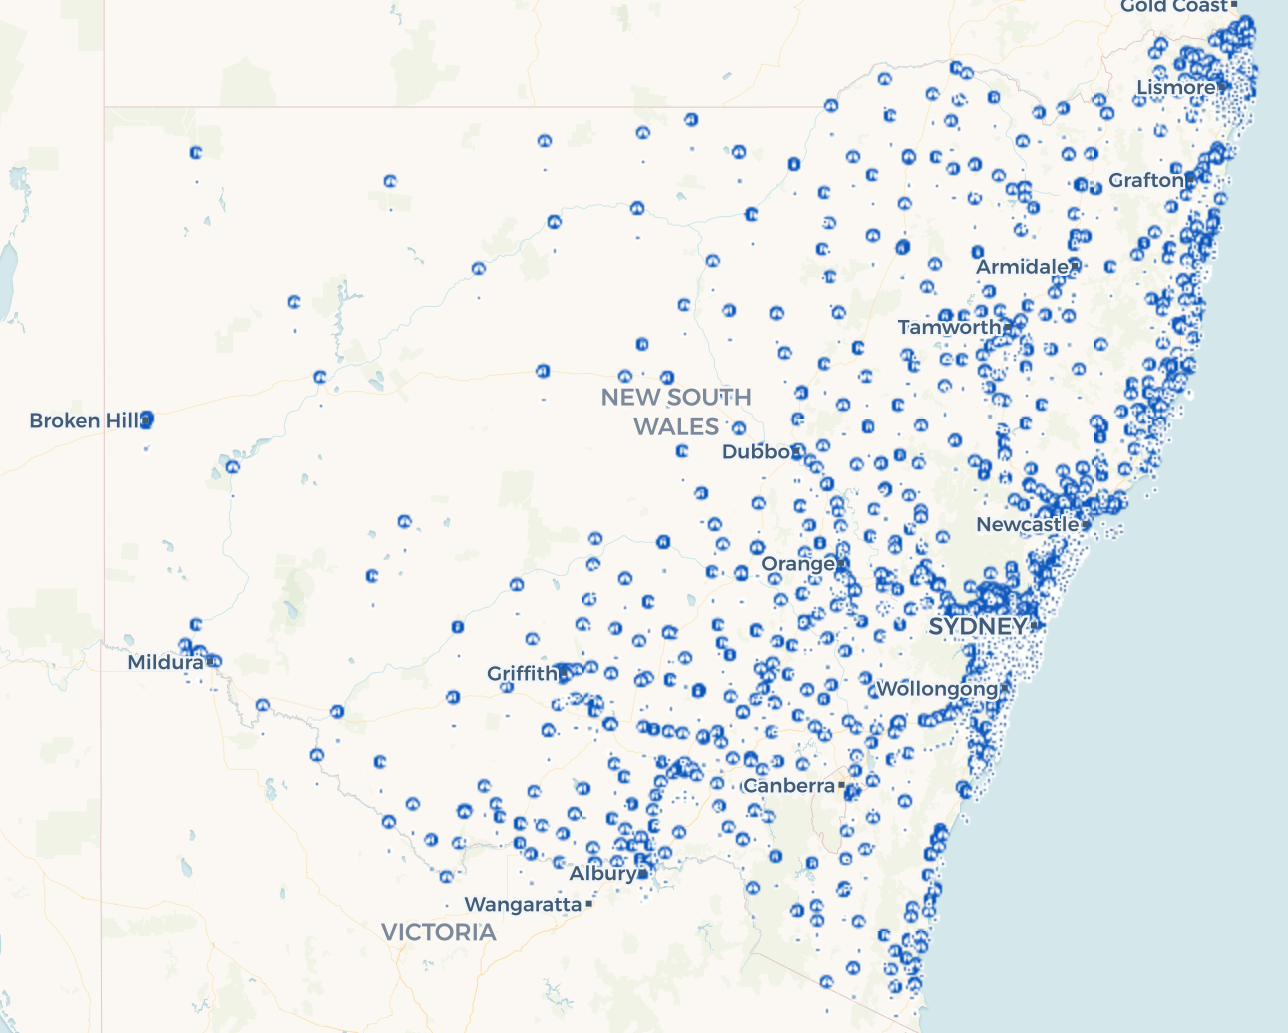 Gold Coast
Lismore
Grafton
Armidale
Tamworth
NEW SOUTH
WALES
Broken Hill
Dubbo
Newcastle
Orange
SYDNEY
Mildura
Griffith
Wollongong
Canberra
Albury
Wangaratta
VICTORIA